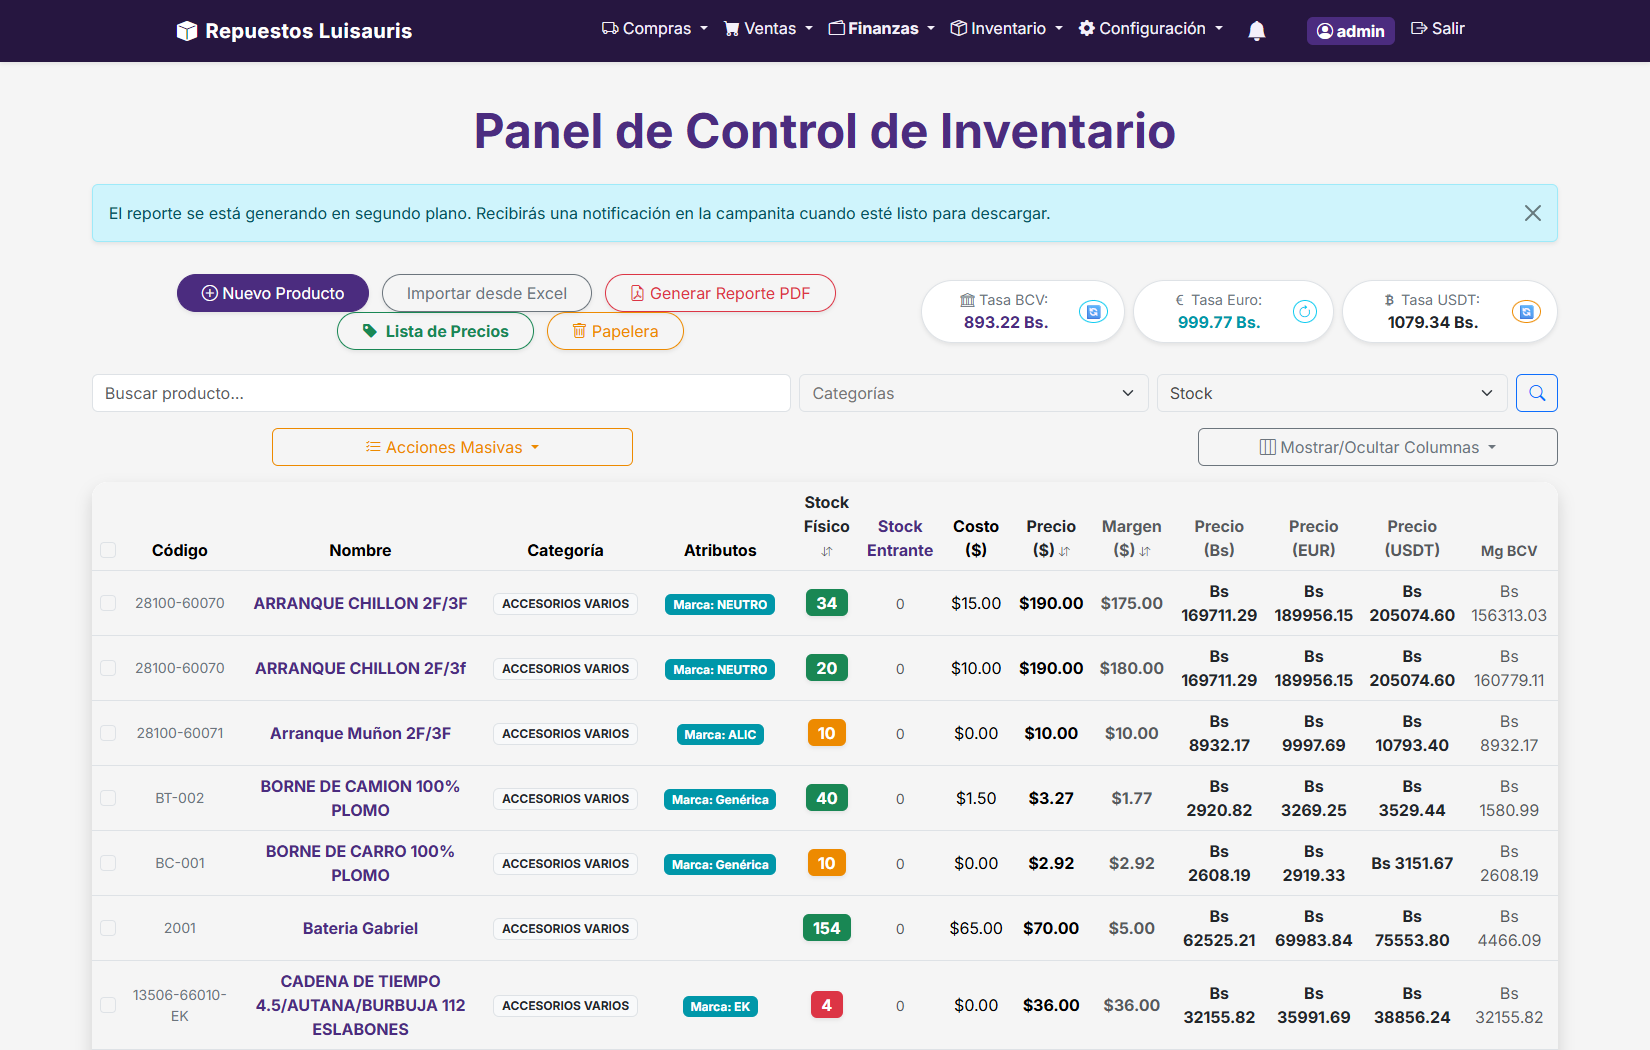 Repuestos Luisauris
Compras
Ventas
Finanzas
Inventario
Configuración
admin
Salir
Panel de Control de Inventario
El reporte se está generando en segundo plano. Recibirás una notificación en la campanita cuando esté listo para descargar.
Nuevo Producto
Importar desde Excel
Generar Reporte PDF
Lista de Precios
Papelera
Tasa BCV:
893.22 Bs.
€ Tasa Euro:
999.77 Bs.
Tasa USDT:
1079.34 Bs.
Buscar producto...
Categorías
Stock
Acciones Masivas
Mostrar/Ocultar Columnas
Código
Nombre
Categoría
Atributos
Stock
Físico
Stock
Entrante
Costo
($)
Precio
($)
Margen
($)
Precio
(Bs)
Precio
(EUR)
Precio
(USDT)
Mg BCV
28100-60070
ARRANQUE CHILLON 2F/3F
ACCESORIOS VARIOS
Marca: NEUTRO
34
0
$15.00
$190.00
$175.00
Bs
169711.29
Bs
189956.15
Bs
205074.60
Bs
156313.03
28100-60070
ARRANQUE CHILLON 2F/3f
ACCESORIOS VARIOS
Marca: NEUTRO
20
0
$10.00
$190.00
$180.00
Bs
169711.29
Bs
189956.15
Bs
205074.60
Bs
160779.11
28100-60071
Arranque Muñon 2F/3F
ACCESORIOS VARIOS
Marca: ALIC
10
0
$0.00
$10.00
$10.00
Bs
8932.17
Bs
9997.69
Bs
10793.40
Bs
8932.17
BT-002
BORNE DE CAMION 100%
PLOMO
ACCESORIOS VARIOS
Marca: Genérica
40
0
$1.50
$3.27
$1.77
Bs
2920.82
Bs
3269.25
Bs
3529.44
Bs
1580.99
BC-001
BORNE DE CARRO 100%
PLOMO
ACCESORIOS VARIOS
Marca: Genérica
10
0
$0.00
$2.92
$2.92
Bs
2608.19
Bs
2919.33
Bs 3151.67
Bs
2608.19
2001
Bateria Gabriel
ACCESORIOS VARIOS
154
0
$65.00
$70.00
$5.00
Bs
62525.21
Bs
69983.84
Bs
75553.80
Bs
4466.09
13506-66010-
EK
CADENA DE TIEMPO
4.5/AUTANA/BURBUJA 112
ESLABONES
ACCESORIOS VARIOS
Marca: EK
4
0
$0.00
$36.00
$36.00
Bs
32155.82
Bs
35991.69
Bs
38856.24
Bs
32155.82